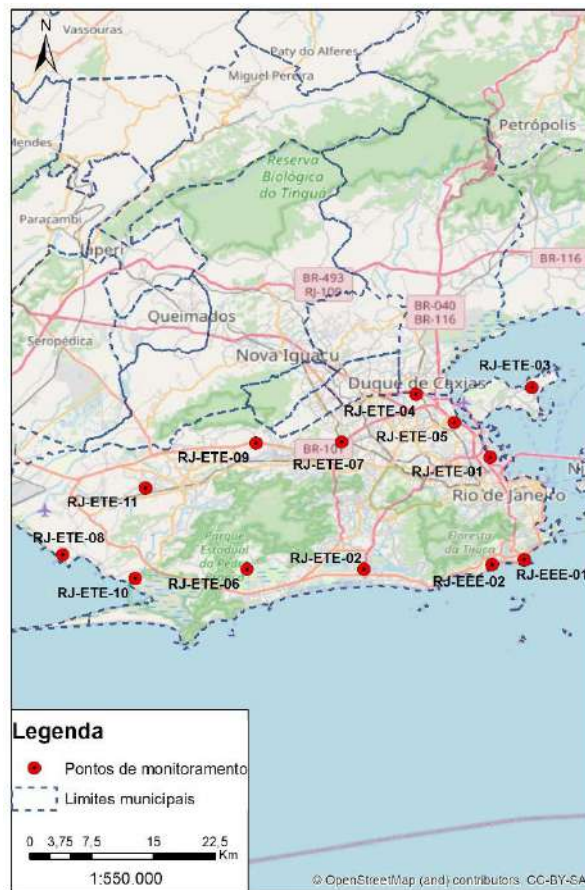 N
Vassouras
Paty do Alferes
Miguel Pereira
Petrópolis
Mendes
Reserva
Biológica
do Tinguá
Paracambi
Japeri
BR-116
BR-493
RJ-109
BR-040
BR-116
Queimados
Seropédica
Nova Iguaçu
RJ-ETE-03
Duque de Caxias
RJ-ETE-04
RJ-ETE-05
RJ-ETE-09
BR-101
RJ-ETE-07
RJ-ETE-01
Rio de Janeiro
RJ-ETE-11
RJ-ETE-08
Parque
Estadual
da Pedra
Floresta
da Tijuca
RJ-ETE-02
RJ-ETE-10
RJ-ETE-06
RJ-EEE-02
RJ-EEE-01
Legenda
Pontos de monitoramento
Limites municipais
0 3,75 7,5 15 22,5
Km
1:550.000
© OpenStreetMap (and) contributors, CC-BY-SA